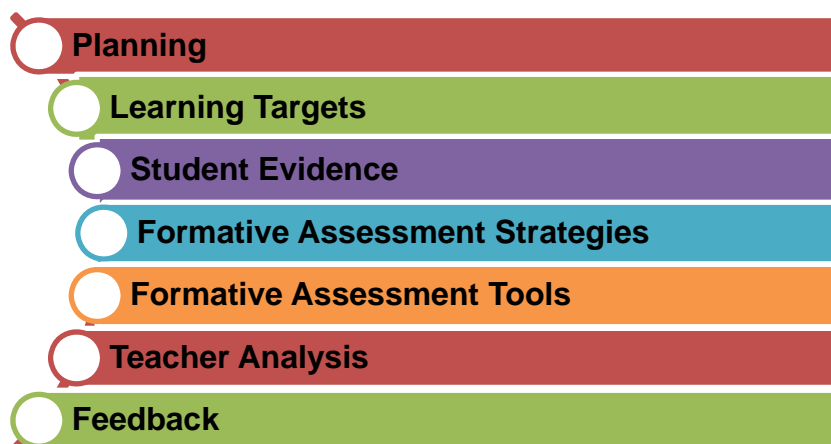 Planning
Learning Targets
Student Evidence
Formative Assessment Strategies
Formative Assessment Tools
Teacher Analysis
Feedback